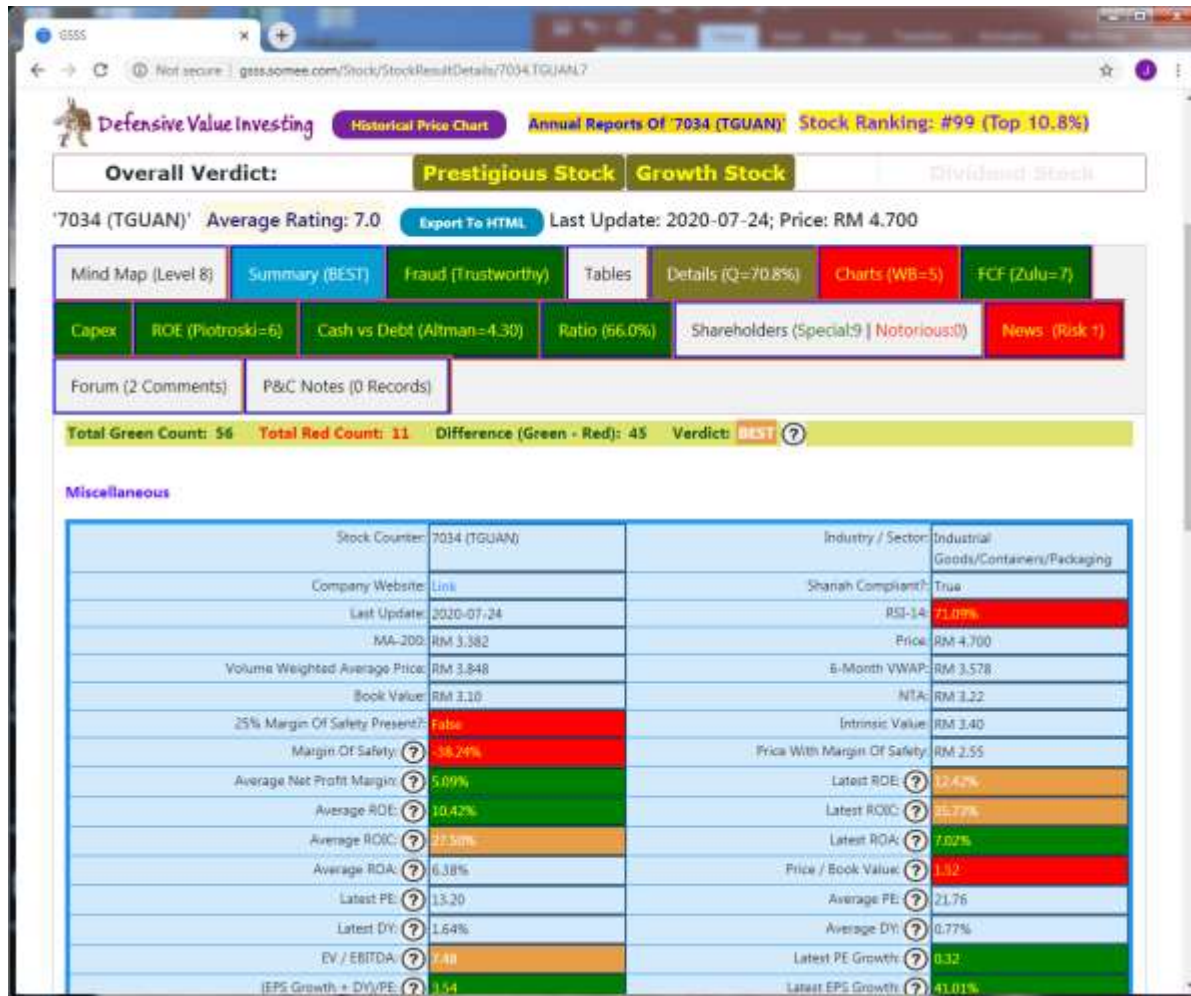 GSSS
Not secure | gsss.somee.com/Stock/StockResultDetails/7034.TGUAN.7
Defensive Value Investing Historical Price Chart Annual Reports Of '7034 (TGUAN)' Stock Ranking: #99 (Top 10.8%)
Overall Verdict: Prestigious Stock Growth Stock Dividend Stock
'7034 (TGUAN)' Average Rating: 7.0 Export To HTML Last Update: 2020-07-24; Price: RM 4.700
Mind Map (Level 8) Summary (BEST) Fraud (Trustworthy) Tables Details (Q=70.8%) Charts (WB=5) FCF (Zulu=7)
Capex ROE (Piotroski=6) Cash vs Debt (Altman=4.30) Ratio (66.0%) Shareholders (Special:9 | Notorious:0) News (Risk ↑)
Forum (2 Comments) P&C Notes (0 Records)
Total Green Count: 56 Total Red Count: 11 Difference (Green - Red): 45 Verdict: BEST ?
Miscellaneous
Stock Counter: 7034 (TGUAN) Industry / Sector: Industrial
Goods/Containers/Packaging
Company Website: Link Shariah Compliant?: True
Last Update: 2020-07-24 RSI-14: 71.09%
MA-200: RM 3.382 Price: RM 4.700
Volume Weighted Average Price: RM 3.848 6-Month VWAP: RM 3.578
Book Value: RM 3.10 NTA: RM 3.22
25% Margin Of Safety Present?: False Intrinsic Value: RM 3.40
Margin Of Safety: ? -38.24% Price With Margin Of Safety: RM 2.55
Average Net Profit Margin: ? 5.09% Latest ROE: ? 12.42%
Average ROE: ? 10.42% Latest ROIC: ?
Average ROIC: ? 27.50% Latest ROA: ? 7.02%
Average ROA: ? 6.38% Price / Book Value: ? 1.52
Latest PE: ? 13.20 Average PE: ? 21.76
Latest DY: ? 1.64% Average DY: ? 0.77%
EV / EBITDA: ? 7.48 Latest PE Growth: ? 0.32
(EPS Growth + DY)/PE: ? 3.54 Latest EPS Growth: ? 41.01%